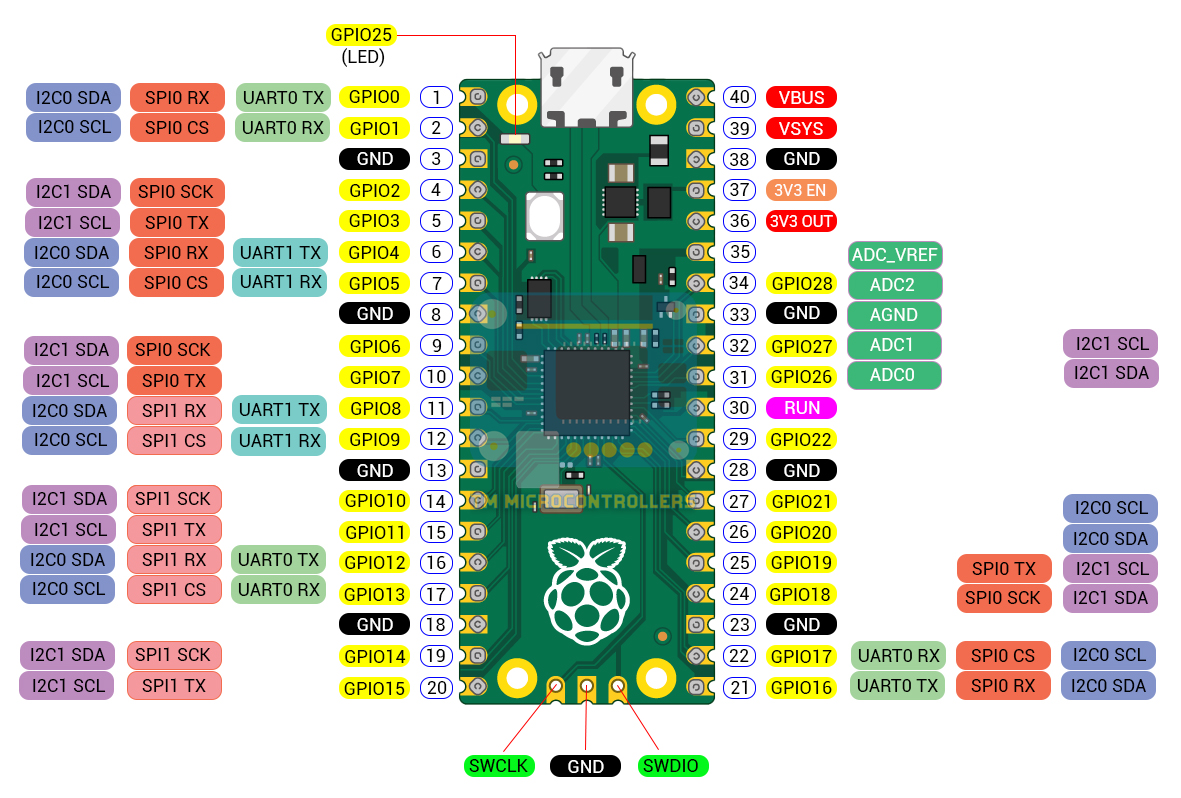 GPIO25
(LED)
I2C0 SDA SPI0 RX UART0 TX GPIO0 1 40 VBUS
I2C0 SCL SPI0 CS UART0 RX GPIO1 2 39 VSYS
GND 3 38 GND
I2C1 SDA SPI0 SCK GPIO2 4 37 3V3 EN
I2C1 SCL SPI0 TX GPIO3 5 36 3V3 OUT
I2C0 SDA SPI0 RX UART1 TX GPIO4 6 35 ADC_VREF
I2C0 SCL SPI0 CS UART1 RX GPIO5 7 34 GPIO28 ADC2
GND 8 33 GND AGND
I2C1 SDA SPI0 SCK GPIO6 9 32 GPIO27 ADC1 I2C1 SCL
I2C1 SCL SPI0 TX GPIO7 10 31 GPIO26 ADC0 I2C1 SDA
I2C0 SDA SPI1 RX UART1 TX GPIO8 11 30 RUN
I2C0 SCL SPI1 CS UART1 RX GPIO9 12 29 GPIO22
GND 13 28 GND
I2C1 SDA SPI1 SCK GPIO10 14 MICROCONTROLLERS 27 GPIO21 I2C0 SCL
I2C1 SCL SPI1 TX GPIO11 15 26 GPIO20 I2C0 SDA
I2C0 SDA SPI1 RX UART0 TX GPIO12 16 25 GPIO19 SPI0 TX I2C1 SCL
I2C0 SCL SPI1 CS UART0 RX GPIO13 17 24 GPIO18 SPI0 SCK I2C1 SDA
GND 18 23 GND
I2C1 SDA SPI1 SCK GPIO14 19 22 GPIO17 UART0 RX SPI0 CS I2C0 SCL
I2C1 SCL SPI1 TX GPIO15 20 21 GPIO16 UART0 TX SPI0 RX I2C0 SDA
SWCLK GND SWDIO